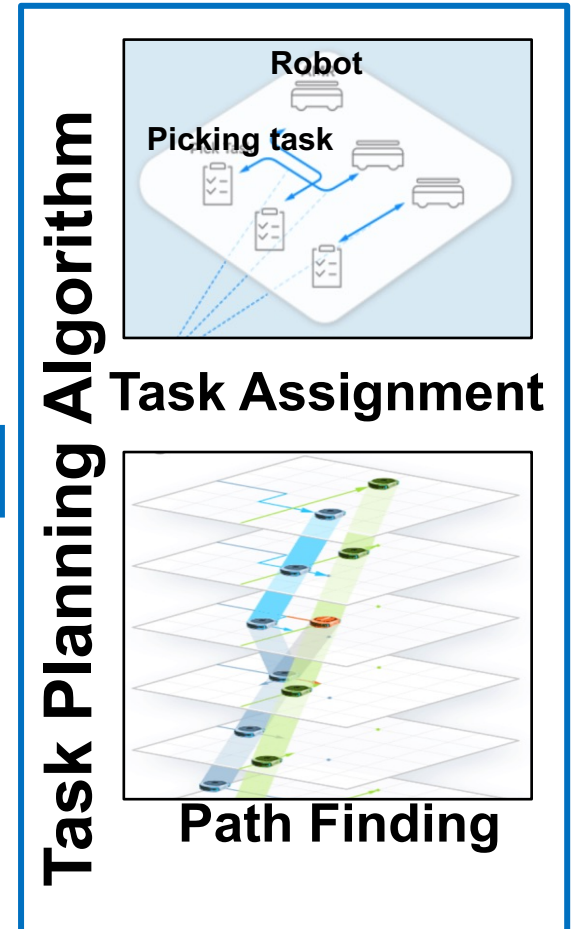 Task Planning Algorithm
Robot
Picking task
Task Assignment
Path Finding